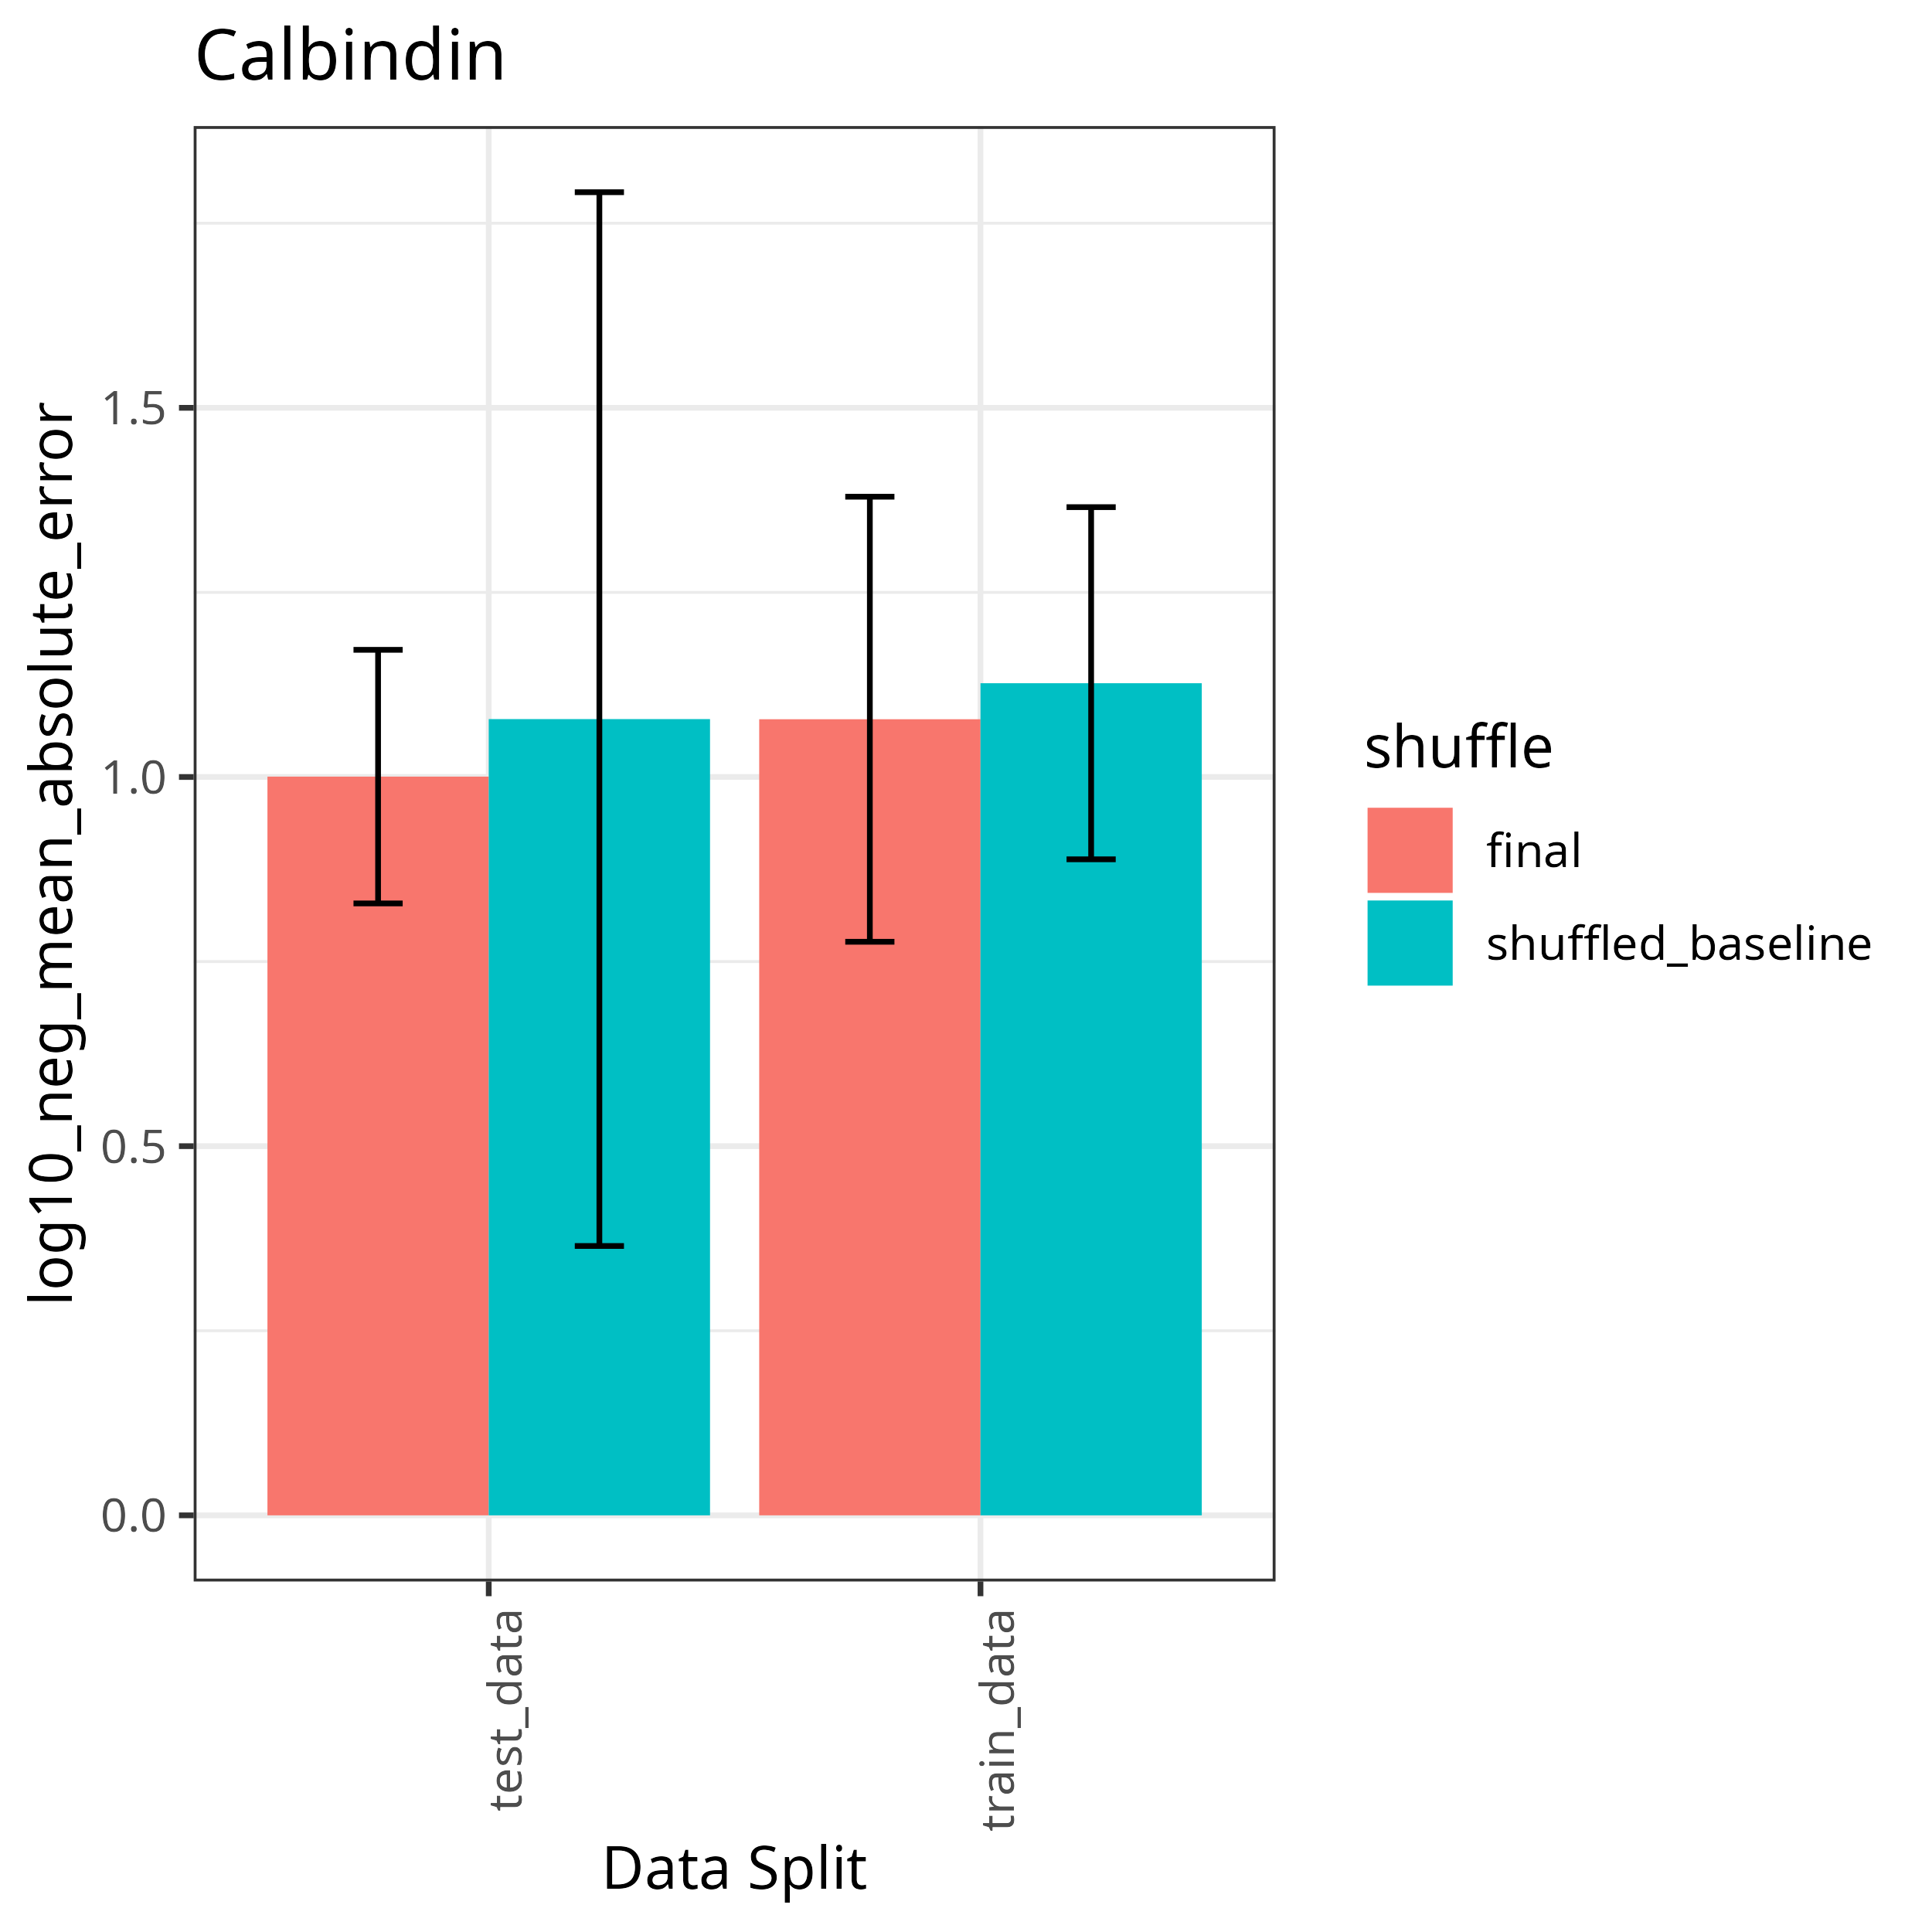 Calbindin
log10_neg_mean_absolute_error
1.5
1.0
0.5
0.0
test_data
train_data
Data Split
shuffle
final
shuffled_baseline